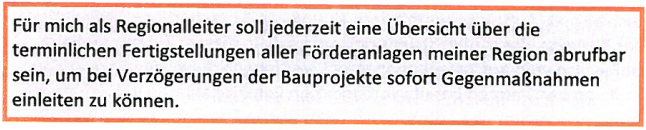 Für mich als Regionalleiter soll jederzeit eine Übersicht über die
terminlichen Fertigstellungen aller Förderanlagen meiner Region abrufbar
sein, um bei Verzögerungen der Bauprojekte sofort Gegenmaßnahmen
einleiten zu können.